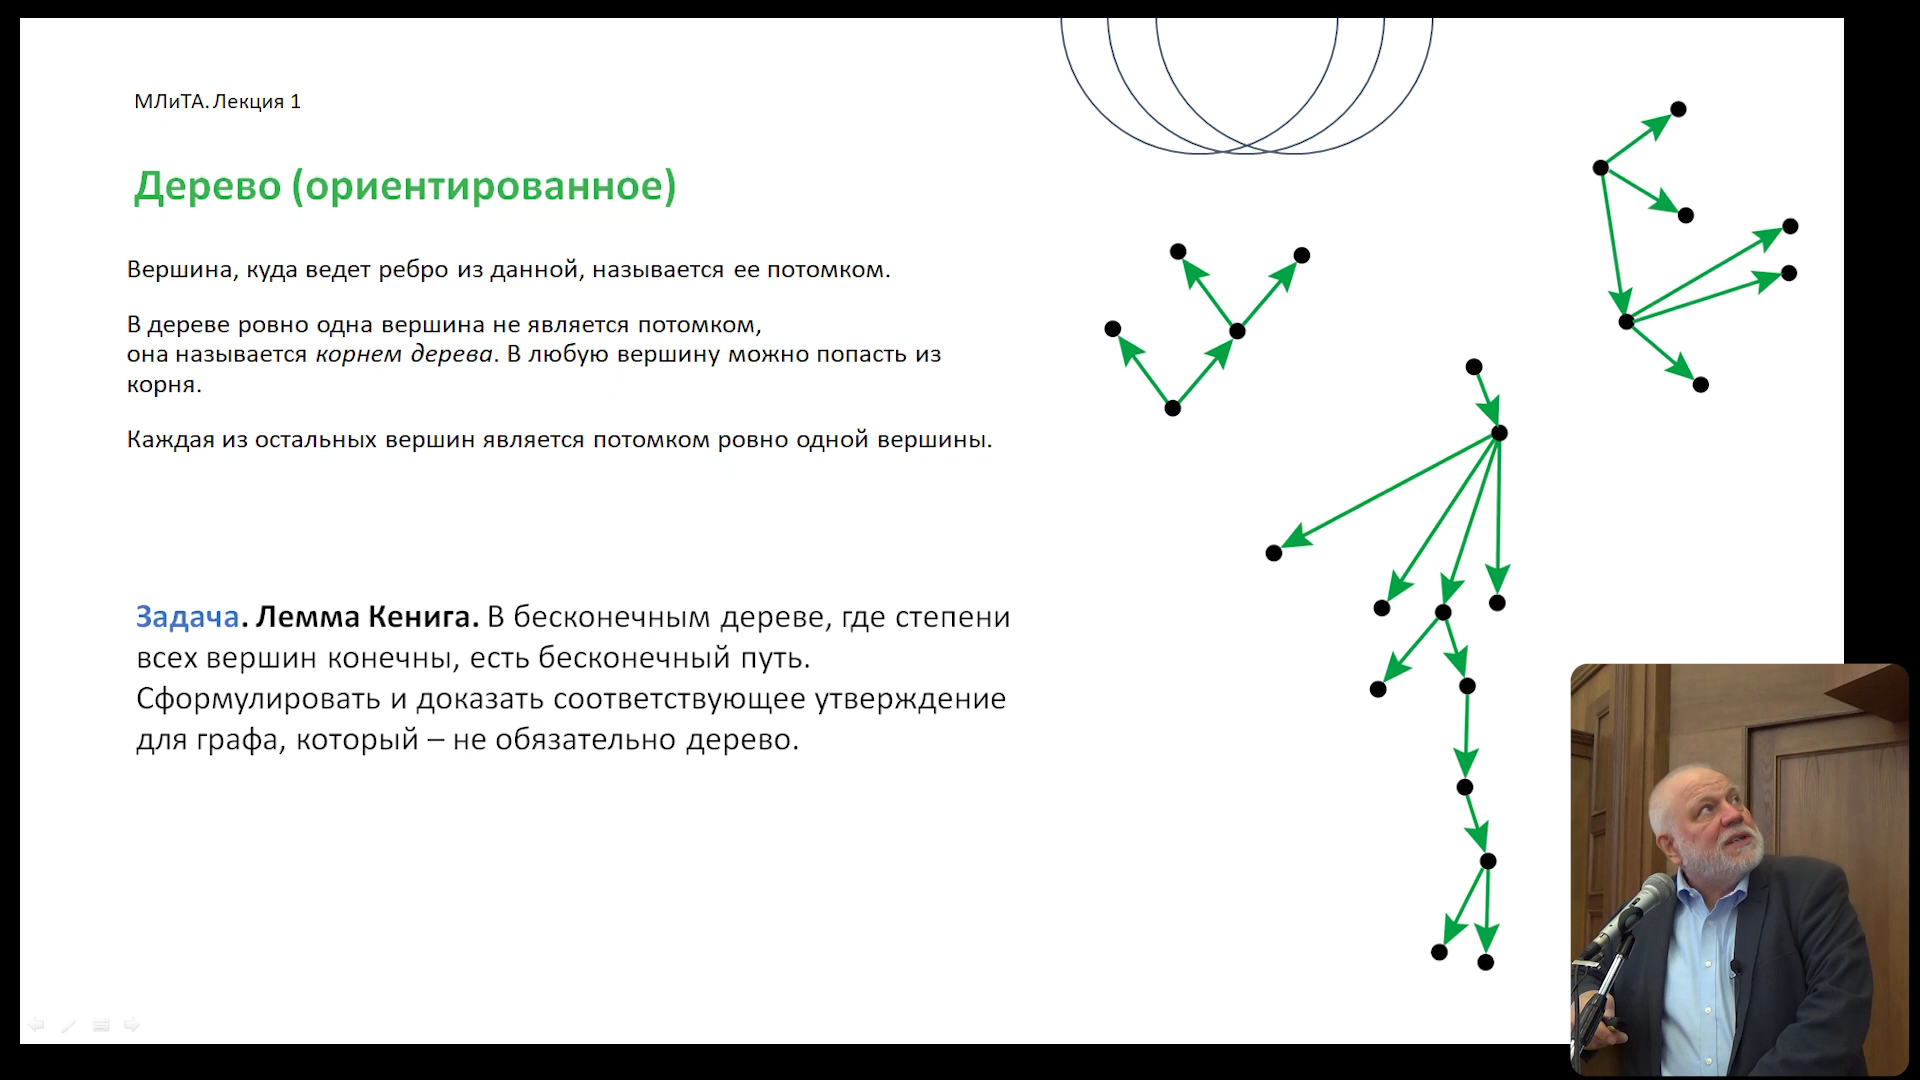 МЛиТА. Лекция 1
Дерево (ориентированное)
Вершина, куда ведет ребро из данной, называется ее потомком.
В дереве ровно одна вершина не является потомком,
она называется корнем дерева. В любую вершину можно попасть из
корня.
Каждая из остальных вершин является потомком ровно одной вершины.
Задача. Лемма Кенига. В бесконечным дереве, где степени
всех вершин конечны, есть бесконечный путь.
Сформулировать и доказать соответствующее утверждение
для графа, который – не обязательно дерево.